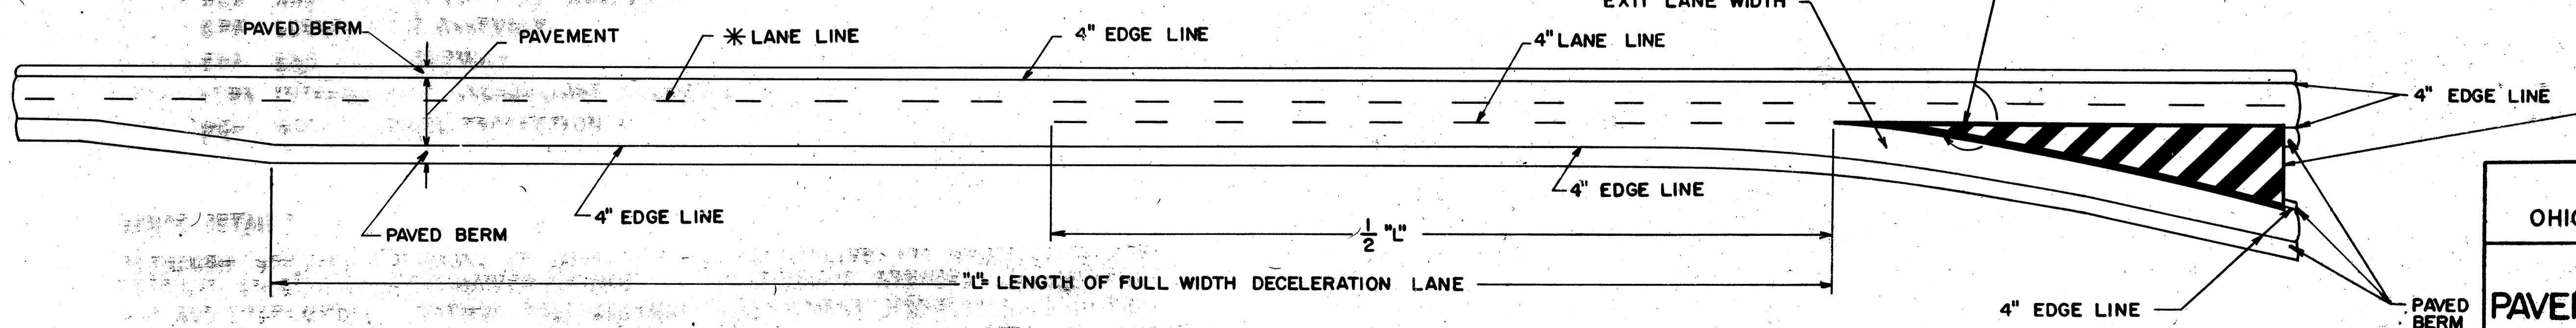 EXIT LANE WIDTH
PAVED BERM
PAVEMENT
* LANE LINE
4" EDGE LINE
4" LANE LINE
4" EDGE LINE
4" EDGE LINE
4" EDGE LINE
PAVED BERM
1/2 "L"
"L"= LENGTH OF FULL WIDTH DECELERATION LANE
4" EDGE LINE
PAVED
BERM